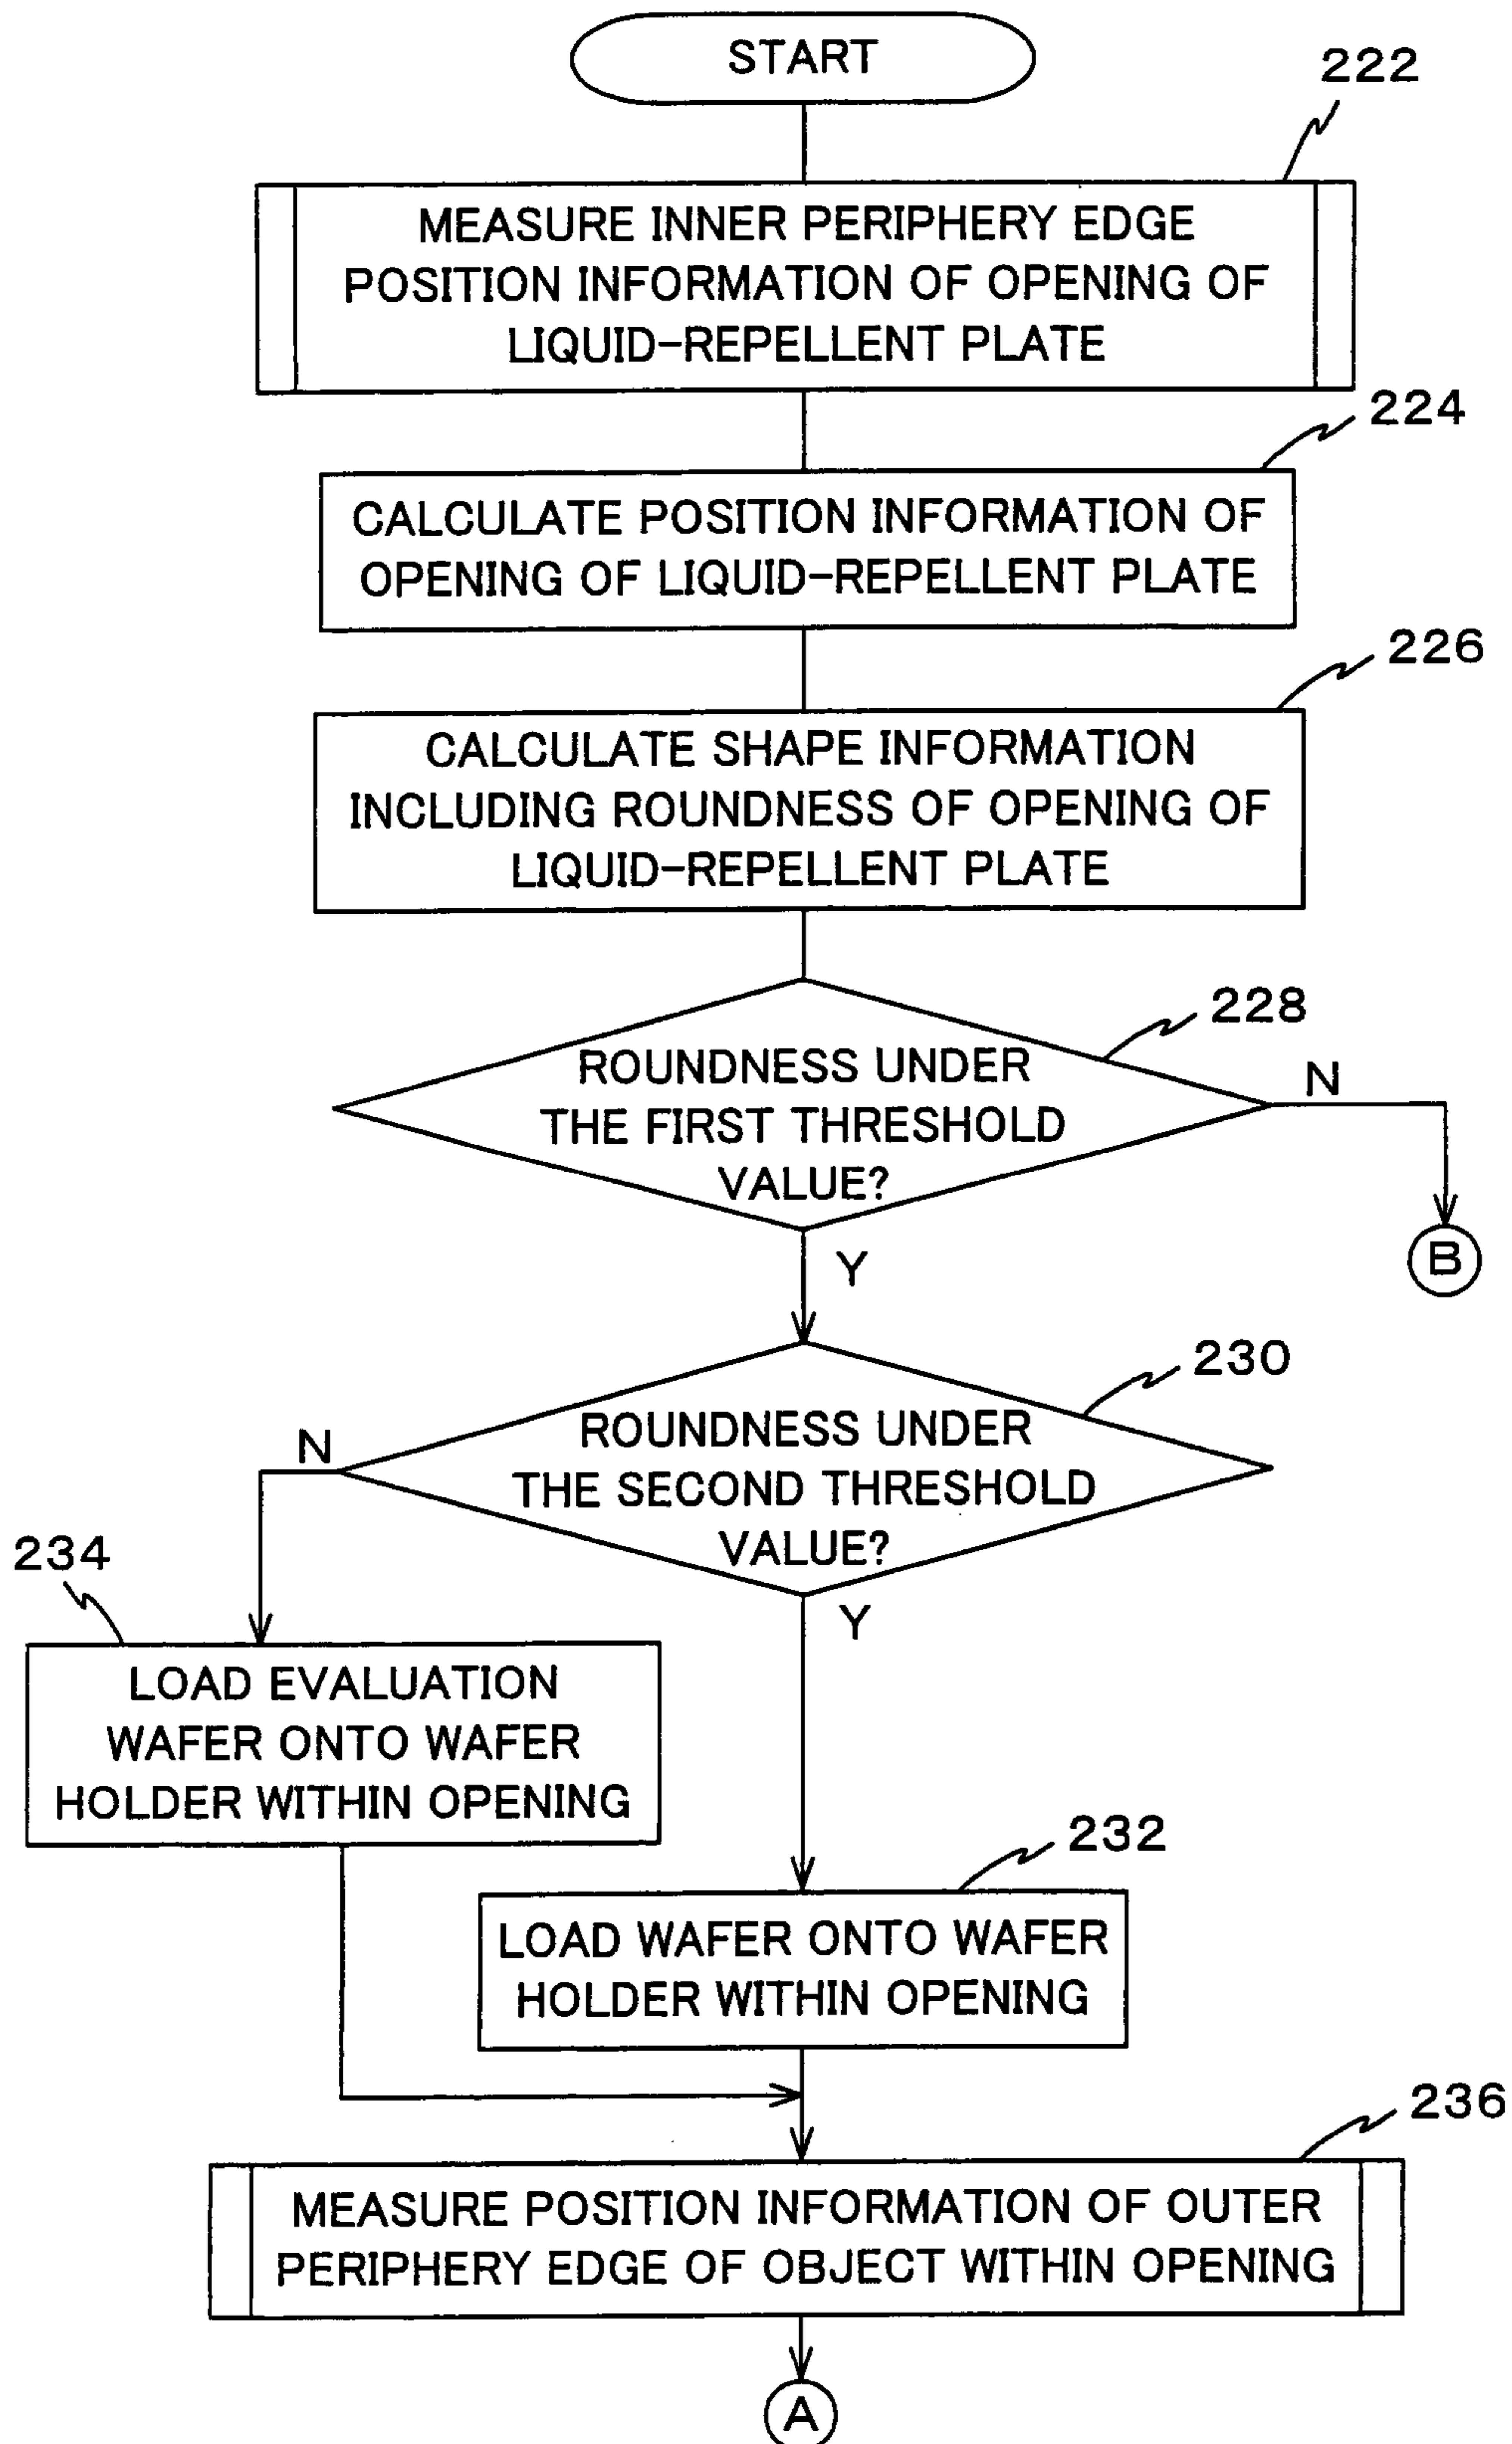 START
222
MEASURE INNER PERIPHERY EDGE
POSITION INFORMATION OF OPENING OF
LIQUID-REPELLENT PLATE
224
CALCULATE POSITION INFORMATION OF
OPENING OF LIQUID-REPELLENT PLATE
226
CALCULATE SHAPE INFORMATION
INCLUDING ROUNDNESS OF OPENING OF
LIQUID-REPELLENT PLATE
228
ROUNDNESS UNDER
THE FIRST THRESHOLD
VALUE?
N
B
Y
230
ROUNDNESS UNDER
THE SECOND THRESHOLD
VALUE?
N
Y
234
LOAD EVALUATION
WAFER ONTO WAFER
HOLDER WITHIN OPENING
232
LOAD WAFER ONTO WAFER
HOLDER WITHIN OPENING
236
MEASURE POSITION INFORMATION OF OUTER
PERIPHERY EDGE OF OBJECT WITHIN OPENING
A